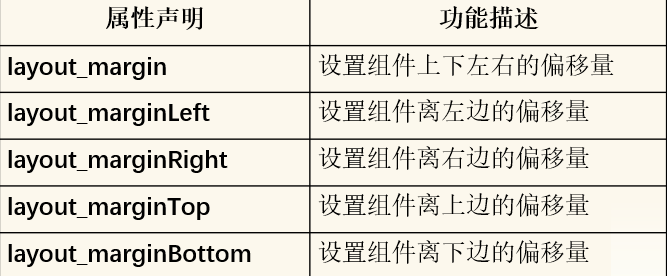 属性声明 功能描述
layout_margin 设置组件上下左右的偏移量
layout_marginLeft 设置组件离左边的偏移量
layout_marginRight 设置组件离右边的偏移量
layout_marginTop 设置组件离上边的偏移量
layout_marginBottom 设置组件离下边的偏移量